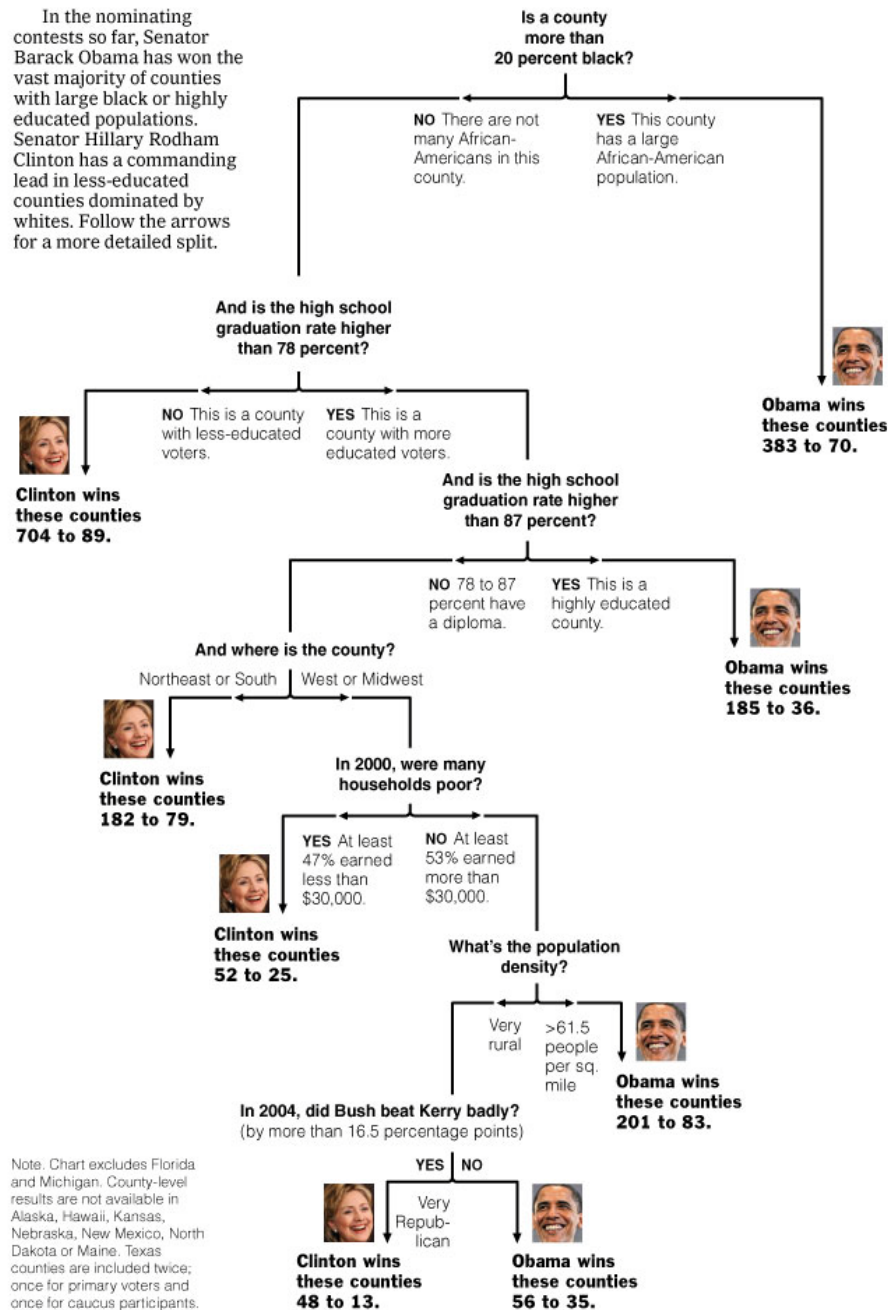 In the nominating
contests so far, Senator
Barack Obama has won the
vast majority of counties
with large black or highly
educated populations.
Senator Hillary Rodham
Clinton has a commanding
lead in less-educated
counties dominated by
whites. Follow the arrows
for a more detailed split.
Is a county
more than
20 percent black?
NO There are not
many African-
Americans in this
county.
YES This county
has a large
African-American
population.
And is the high school
graduation rate higher
than 78 percent?
Obama wins
these counties
383 to 70.
NO This is a county
with less-educated
voters.
YES This is a
county with more
educated voters.
Clinton wins
these counties
704 to 89.
And is the high school
graduation rate higher
than 87 percent?
NO 78 to 87
percent have
a diploma.
YES This is a
highly educated
county.
Obama wins
these counties
185 to 36.
And where is the county?
Northeast or South
West or Midwest
Clinton wins
these counties
182 to 79.
In 2000, were many
households poor?
YES At least
47% earned
less than
$30,000.
NO At least
53% earned
more than
$30,000.
Clinton wins
these counties
52 to 25.
What's the population
density?
Very
rural
>61.5
people
per sq.
mile
Obama wins
these counties
201 to 83.
In 2004, did Bush beat Kerry badly?
(by more than 16.5 percentage points)
YES
NO
Very
Repub-
lican
Clinton wins
these counties
48 to 13.
Obama wins
these counties
56 to 35.
Note. Chart excludes Florida
and Michigan. County-level
results are not available in
Alaska, Hawaii, Kansas,
Nebraska, New Mexico, North
Dakota or Maine. Texas
counties are included twice;
once for primary voters and
once for caucus participants.